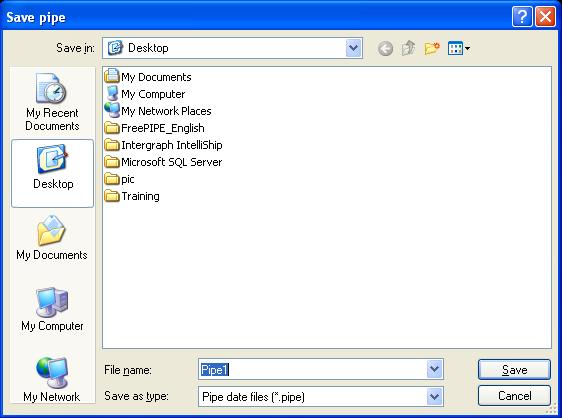 Save pipe
Save in:
Desktop
My Recent
Documents
Desktop
My Documents
My Computer
My Network
My Documents
My Computer
My Network Places
FreePIPE_English
Intergraph IntelliShip
Microsoft SQL Server
pic
Training
File name:
Pipe1
Save
Save as type:
Pipe date files (*.pipe)
Cancel